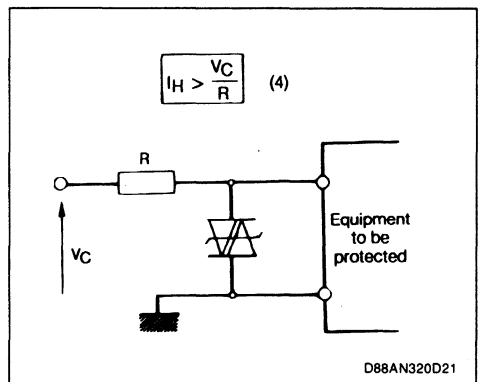 I_H > V_C / R (4)
R
V_C
Equipment
to be
protected
D88AN320D21